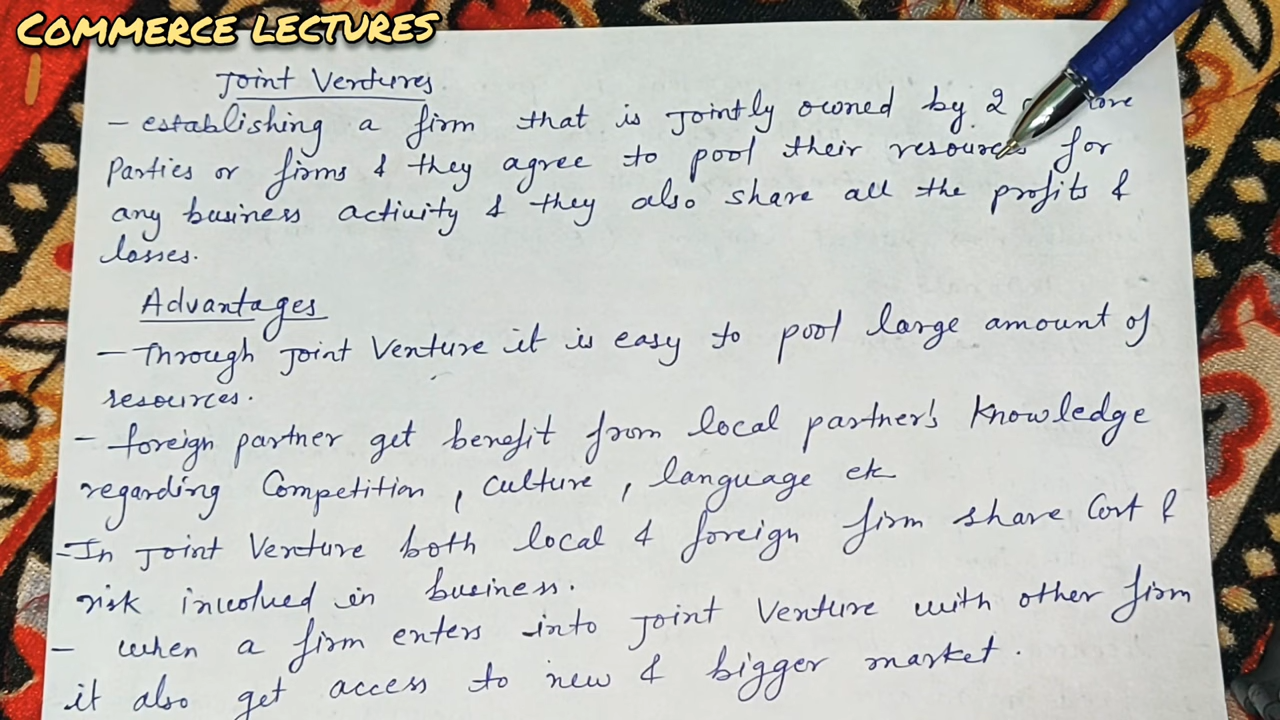 COMMERCE LECTURES
Joint Ventures
- establishing a firm that is jointly owned by 2
Parties or firms & they agree to pool their resources for
any business activity & they also share all the profits &
losses.
Advantages
- Through Joint Venture it is easy to pool large amount of
resources.
- foreign partner get benefit from local partner's Knowledge
regarding Competition, culture, language etc
- In Joint Venture both local & foreign firm share Cost &
risk involved in business.
- when a firm enters into Joint Venture with other firm
it also get access to new & bigger market.